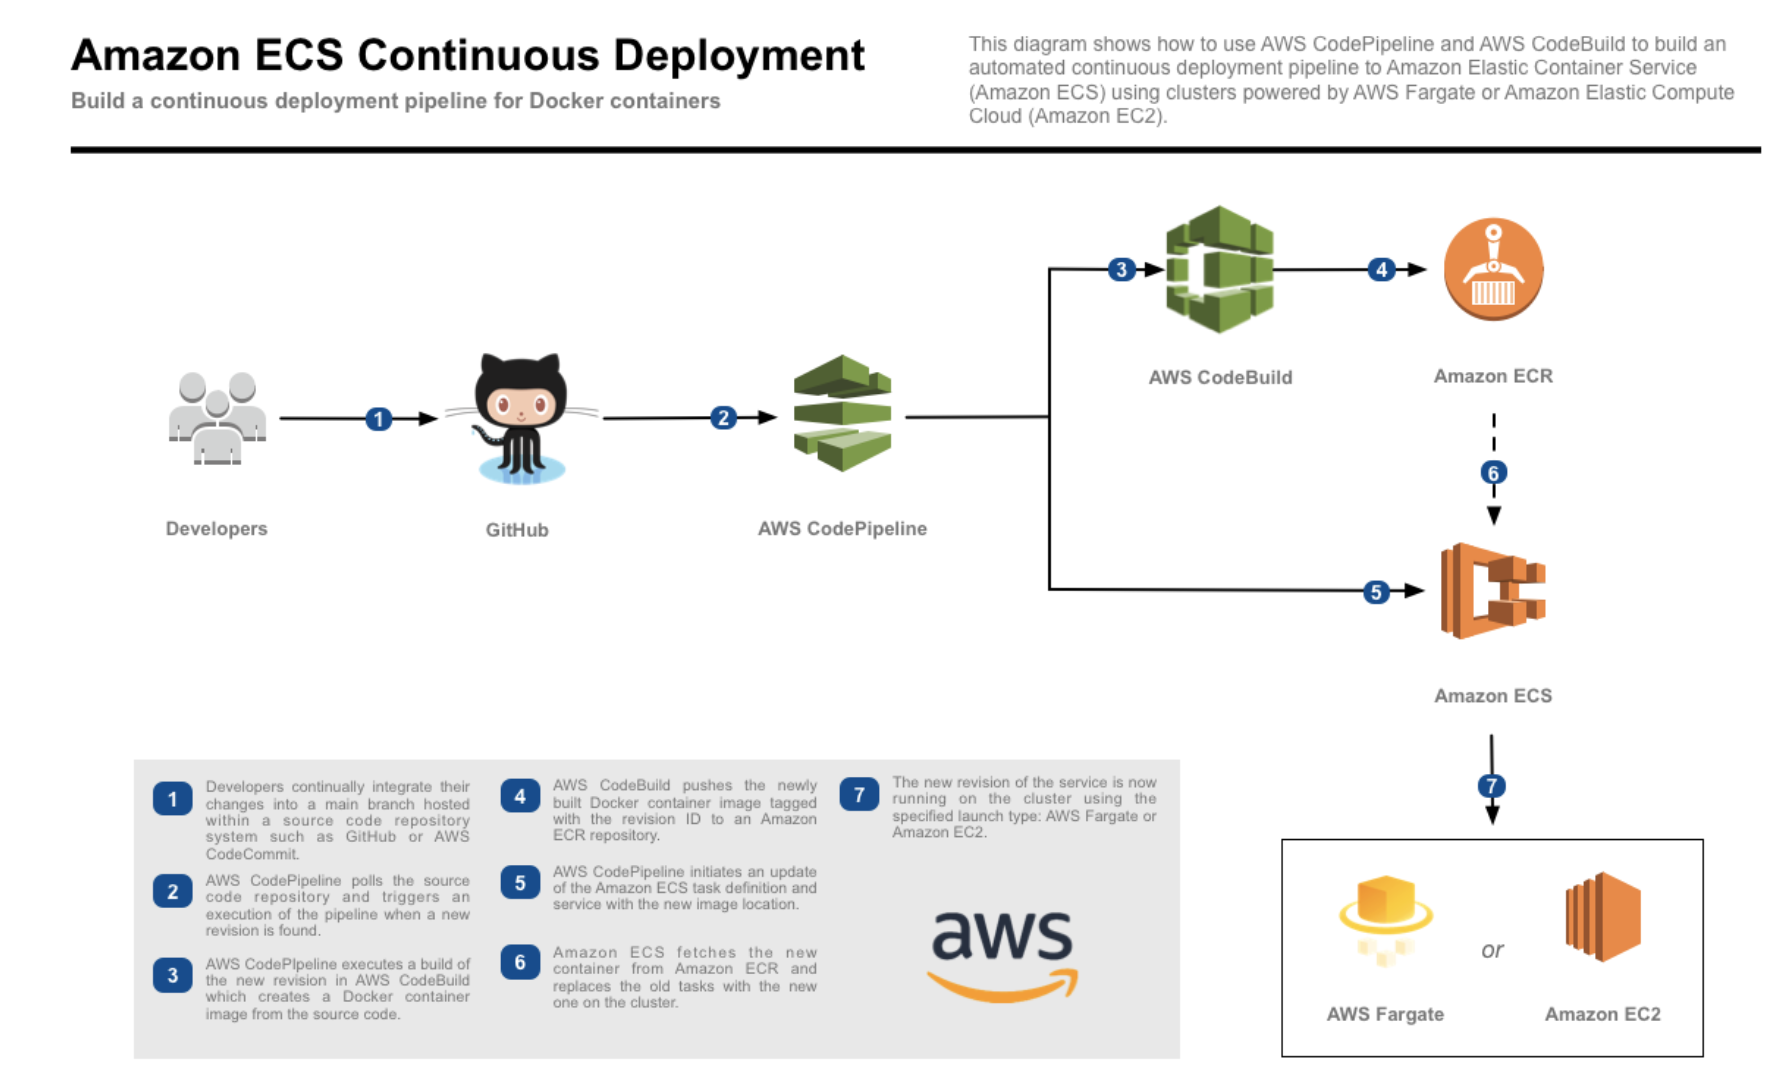 Amazon ECS Continuous Deployment
Build a continuous deployment pipeline for Docker containers
This diagram shows how to use AWS CodePipeline and AWS CodeBuild to build an
automated continuous deployment pipeline to Amazon Elastic Container Service
(Amazon ECS) using clusters powered by AWS Fargate or Amazon Elastic Compute
Cloud (Amazon EC2).
3
4
AWS CodeBuild
Amazon ECR
1
2
6
Developers
GitHub
AWS CodePipeline
5
Amazon ECS
7
1
Developers continually integrate their
changes into a main branch hosted
within a source code repository
system such as GitHub or AWS
CodeCommit.
2
AWS CodePipeline polls the source
code repository and triggers an
execution of the pipeline when a new
revision is found.
3
AWS CodePIpeline executes a build of
the new revision in AWS CodeBuild
which creates a Docker container
image from the source code.
4
AWS CodeBuild pushes the newly
built Docker container image tagged
with the revision ID to an Amazon
ECR repository.
5
AWS CodePipeline initiates an update
of the Amazon ECS task definition and
service with the new image location.
6
Amazon ECS fetches the new
container from Amazon ECR and
replaces the old tasks with the new
one on the cluster.
7
The new revision of the service is now
running on the cluster using the
specified launch type: AWS Fargate or
Amazon EC2.
aws
or
AWS Fargate
Amazon EC2